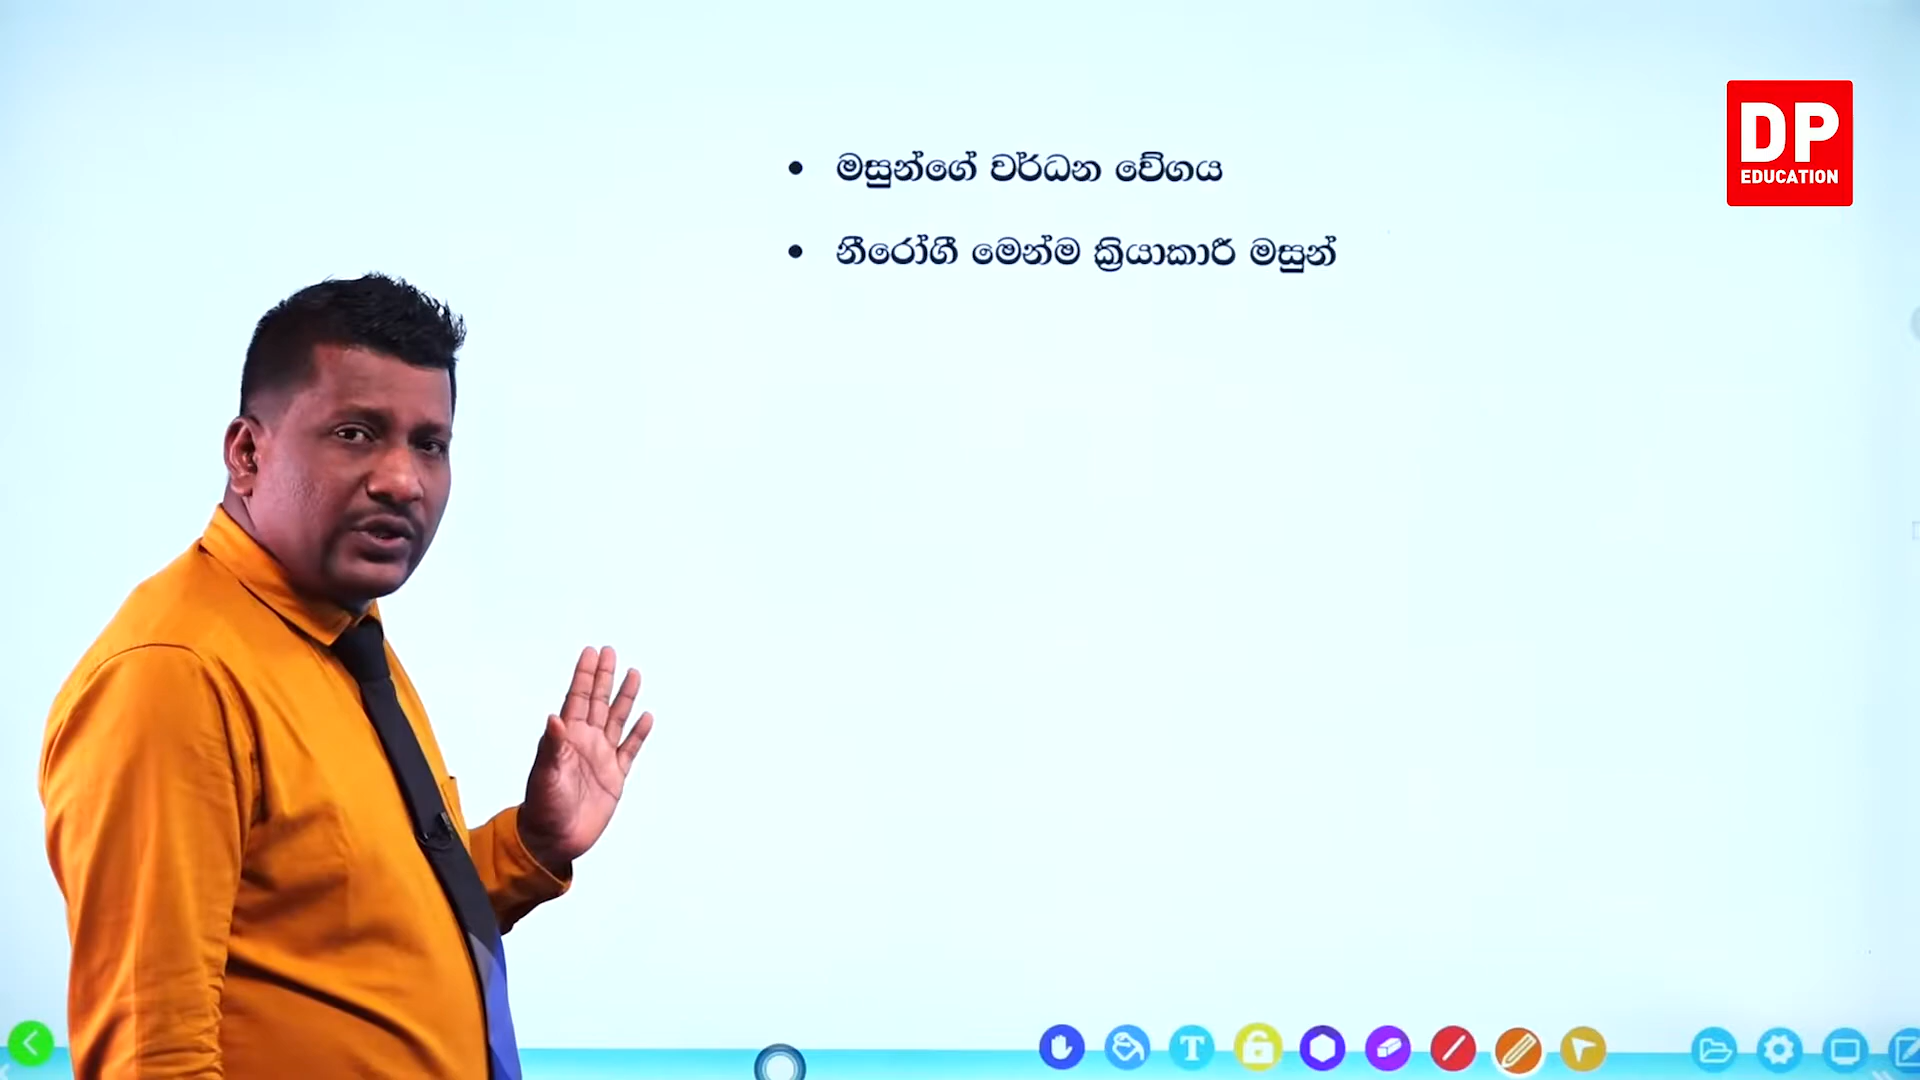 DP
EDUCATION
• මසුන්ගේ වර්ධන වේගය
• නීරෝගී මෙන්ම ක්‍රියාකාරී මසුන්
T